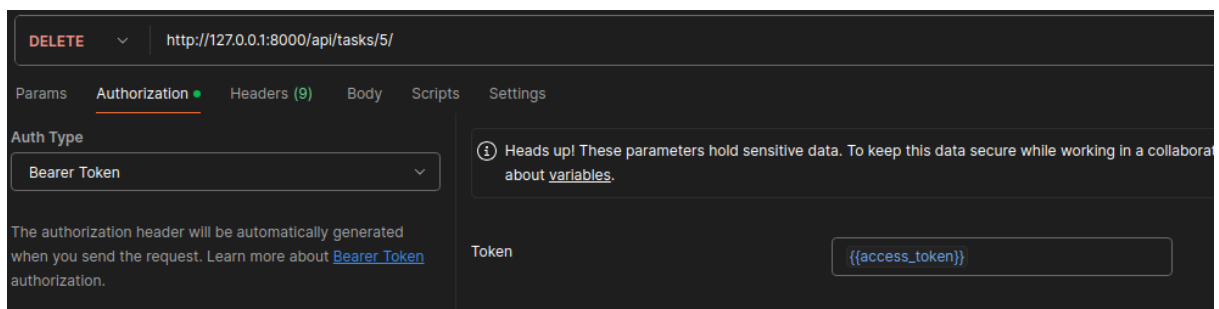 DELETE http://127.0.0.1:8000/api/tasks/5/
Params Authorization Headers (9) Body Scripts Settings
Auth Type
Bearer Token
The authorization header will be automatically generated
when you send the request. Learn more about Bearer Token
authorization.
Heads up! These parameters hold sensitive data. To keep this data secure while working in a collaborat
about variables.
Token {{access_token}}